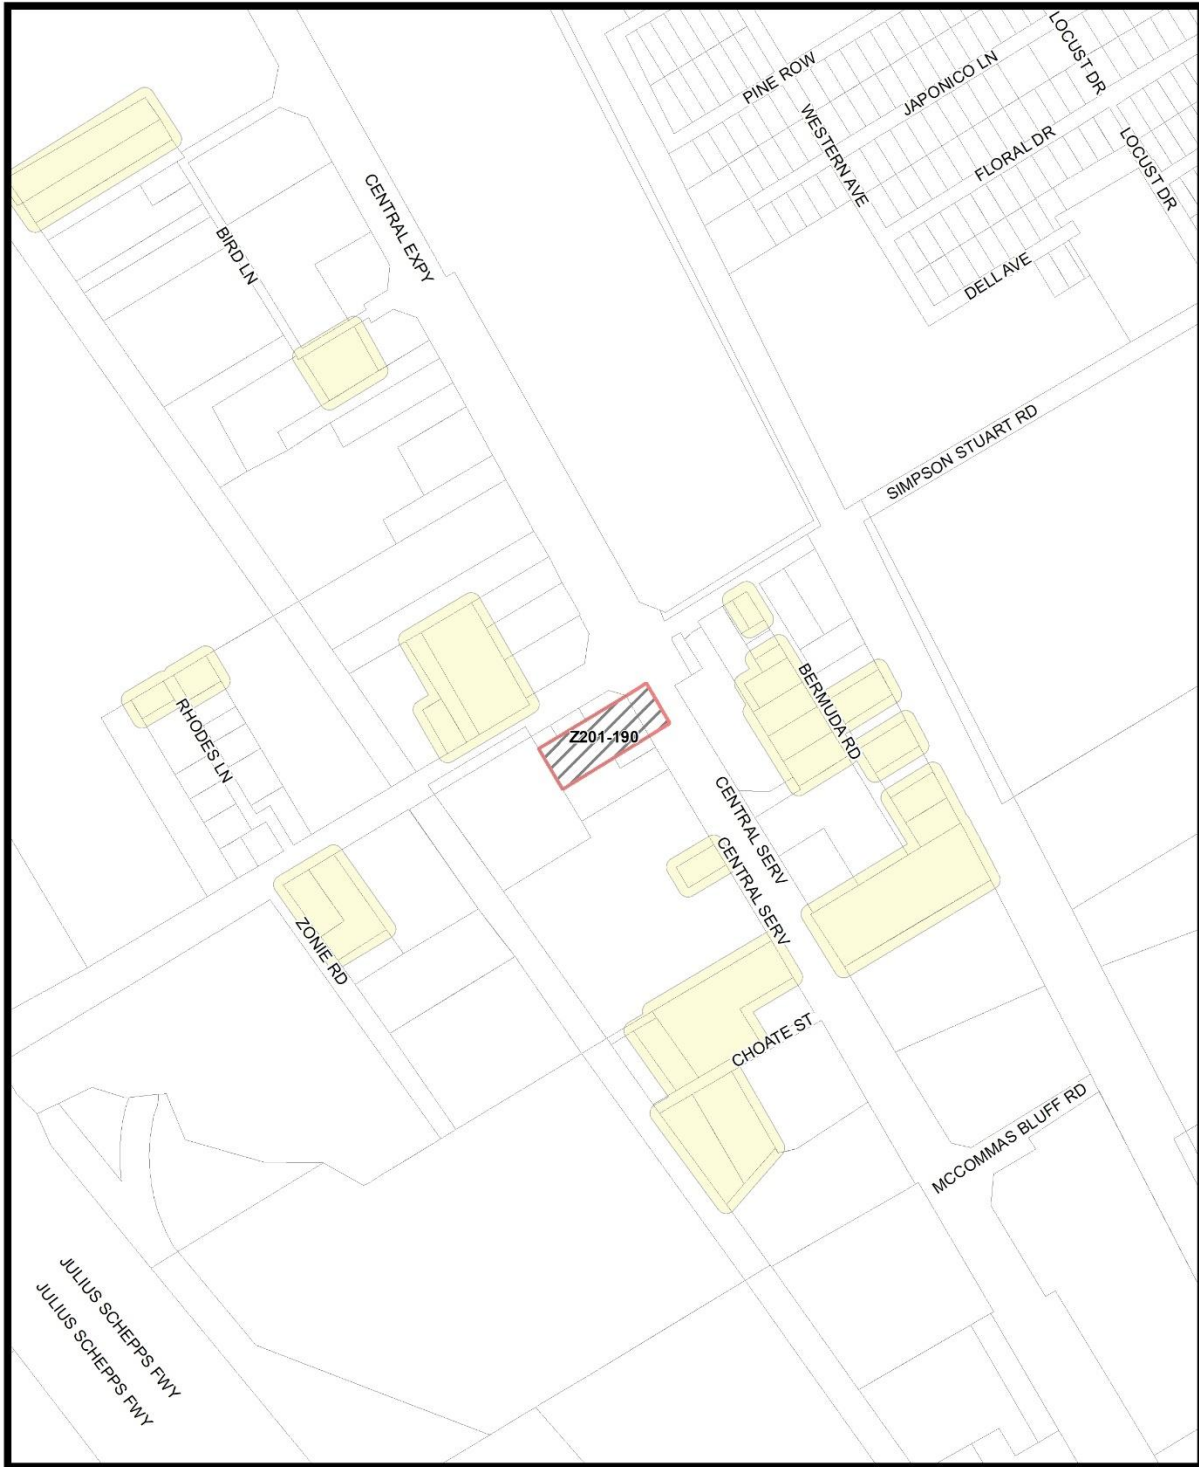 LOCUST DR
PINE ROW
JAPONICO LN
WESTERN AVE
FLORAL DR
LOCUST DR
CENTRAL EXPY
BIRD LN
DELL AVE
SIMPSON STUART RD
BERMUDA RD
RHODES LN
Z201-190
CENTRAL SERV
CENTRAL SERV
ZONIE RD
CHOATE ST
MCCOMMAS BLUFF RD
JULIUS SCHEPPS FWY
JULIUS SCHEPPS FWY